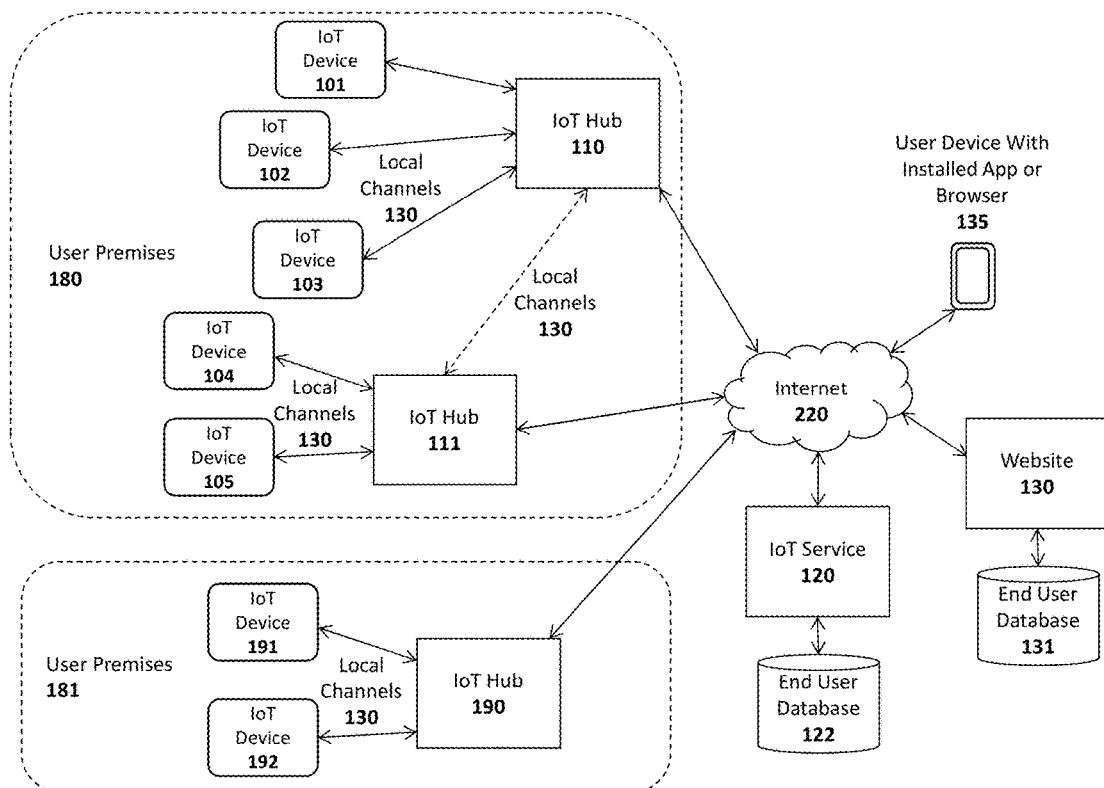 IoT
Device
101
IoT
Device
102
Local
Channels
130
IoT
Device
103
IoT Hub
110
User Premises
180
Local
Channels
130
IoT
Device
104
Local
Channels
130
IoT
Device
105
IoT Hub
111
User Device With
Installed App or
Browser
135
Internet
220
Website
130
End User
Database
131
IoT Service
120
End User
Database
122
User Premises
181
IoT
Device
191
Local
Channels
130
IoT
Device
192
IoT Hub
190